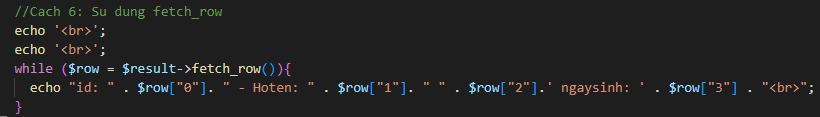 //Cach 6: Su dung fetch_row
echo '<br>';
echo '<br>';
while ($row = $result->fetch_row()){
echo "id: " . $row["0"]. " - Hoten: " . $row["1"]. " " . $row["2"].' ngaysinh: ' . $row["3"] . "<br>";
}